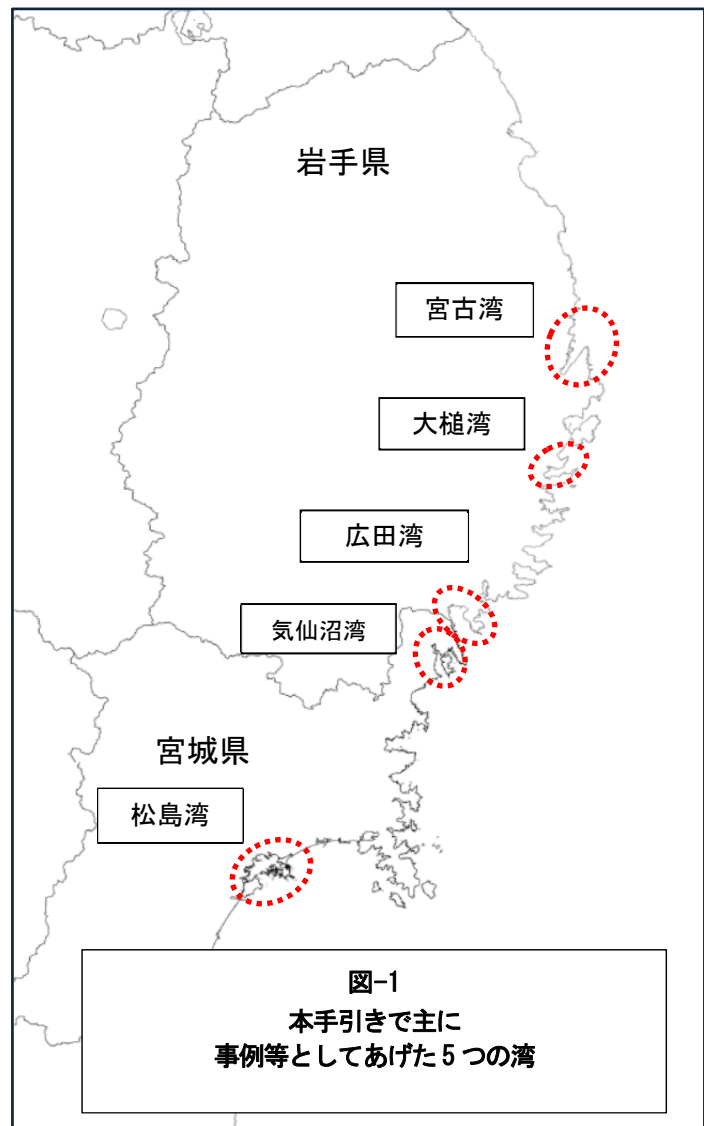 岩手県
宮古湾
大槌湾
広田湾
気仙沼湾
宮城県
松島湾
図-1
本手引きで主に
事例等としてあげた5つの湾